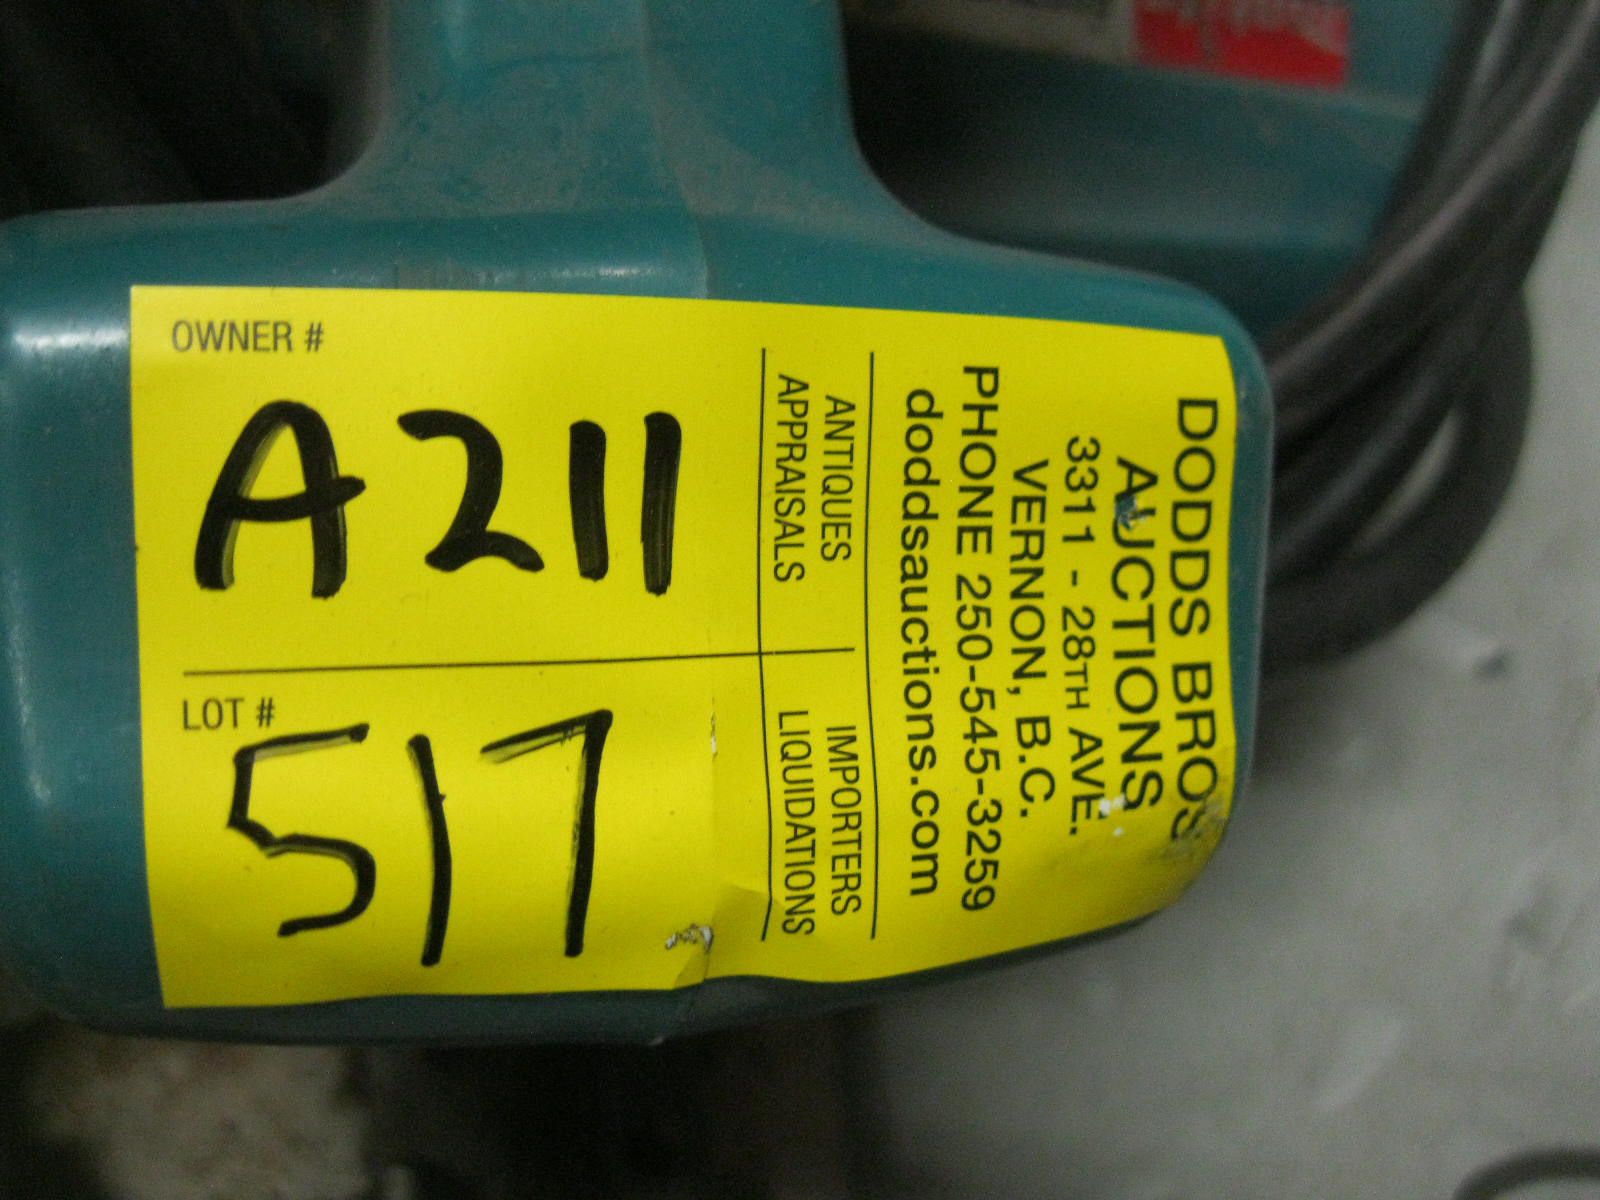 OWNER #
A211
LOT #
517
ANTIQUES
APPRAISALS
IMPORTERS
LIQUIDATIONS
DODDS BROS
AUCTIONS
3311 - 28TH AVE.
VERNON, B.C.
PHONE 250-545-3259
doddsauctions.com